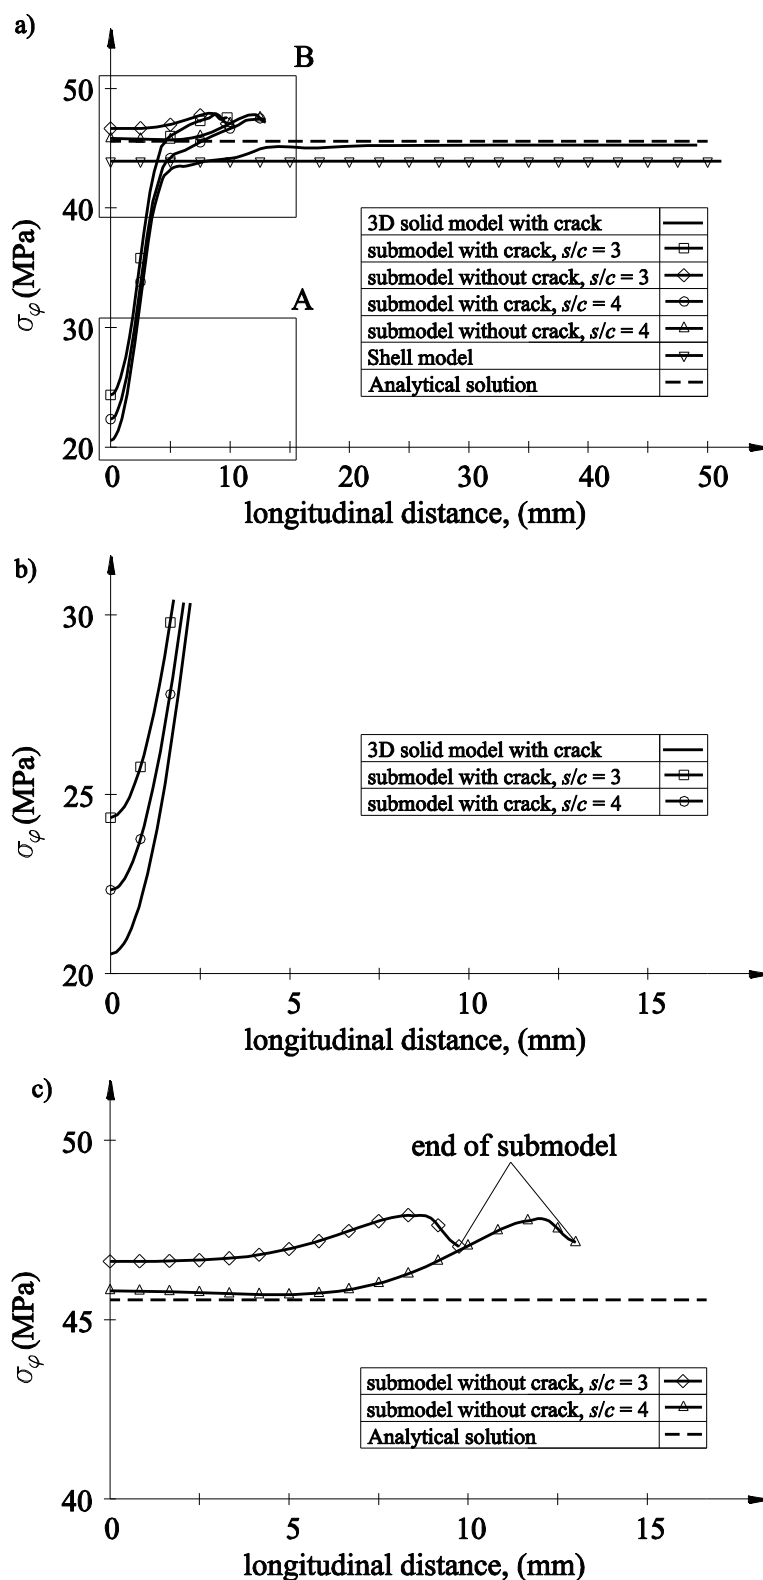 a)
B
50
40
σφ (MPa)
3D solid model with crack
submodel with crack, s/c = 3
submodel without crack, s/c = 3
submodel with crack, s/c = 4
submodel without crack, s/c = 4
Shell model
Analytical solution
A
30
20
0 10 20 30 40 50
longitudinal distance, (mm)
b)
30
25
20
σφ (MPa)
3D solid model with crack
submodel with crack, s/c = 3
submodel with crack, s/c = 4
0 5 10 15
longitudinal distance, (mm)
c)
50
end of submodel
45
σφ (MPa)
submodel without crack, s/c = 3
submodel without crack, s/c = 4
Analytical solution
40
0 5 10 15
longitudinal distance, (mm)